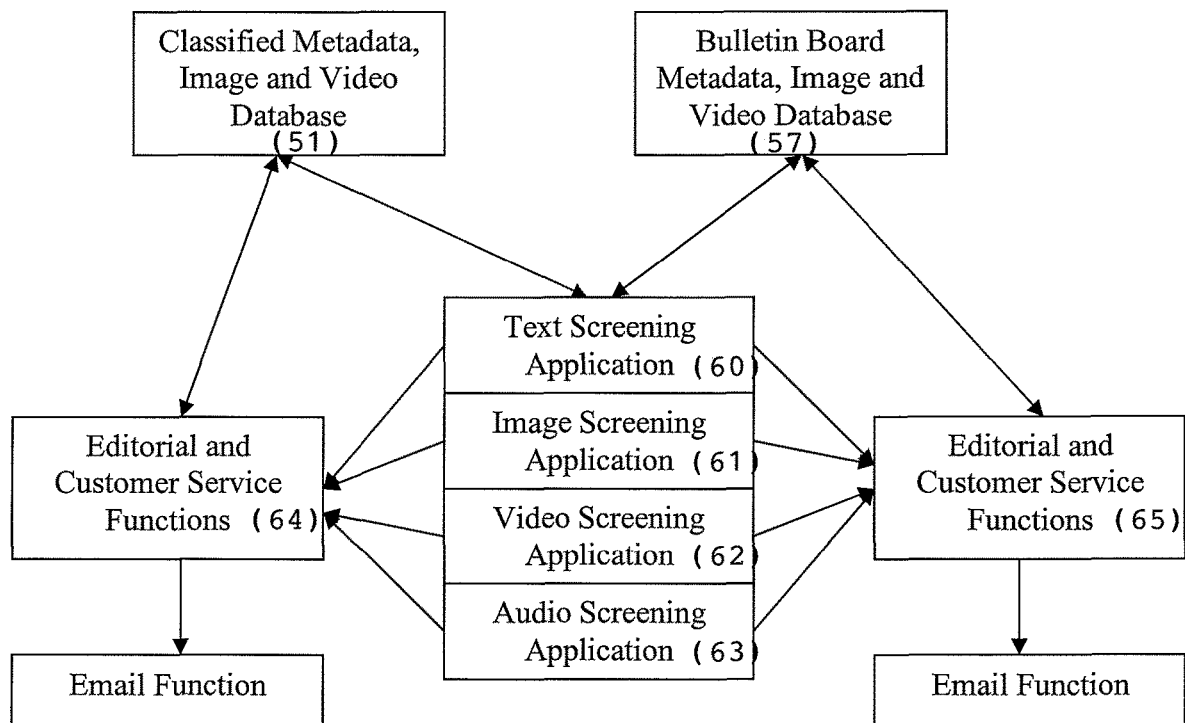 Classified Metadata,
Image and Video
Database
(51)
Bulletin Board
Metadata, Image and
Video Database
(57)
Text Screening
Application (60)
Image Screening
Application (61)
Video Screening
Application (62)
Audio Screening
Application (63)
Editorial and
Customer Service
Functions (64)
Editorial and
Customer Service
Functions (65)
Email Function
Email Function